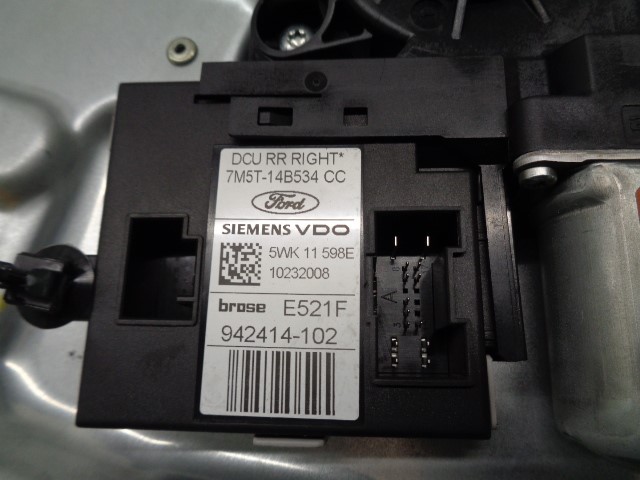 DCU RR RIGHT*
7M5T-14B534 CC
Ford
SIEMENS VDO
5WK 11 598E
10232008
brose E521F
942414-102
A